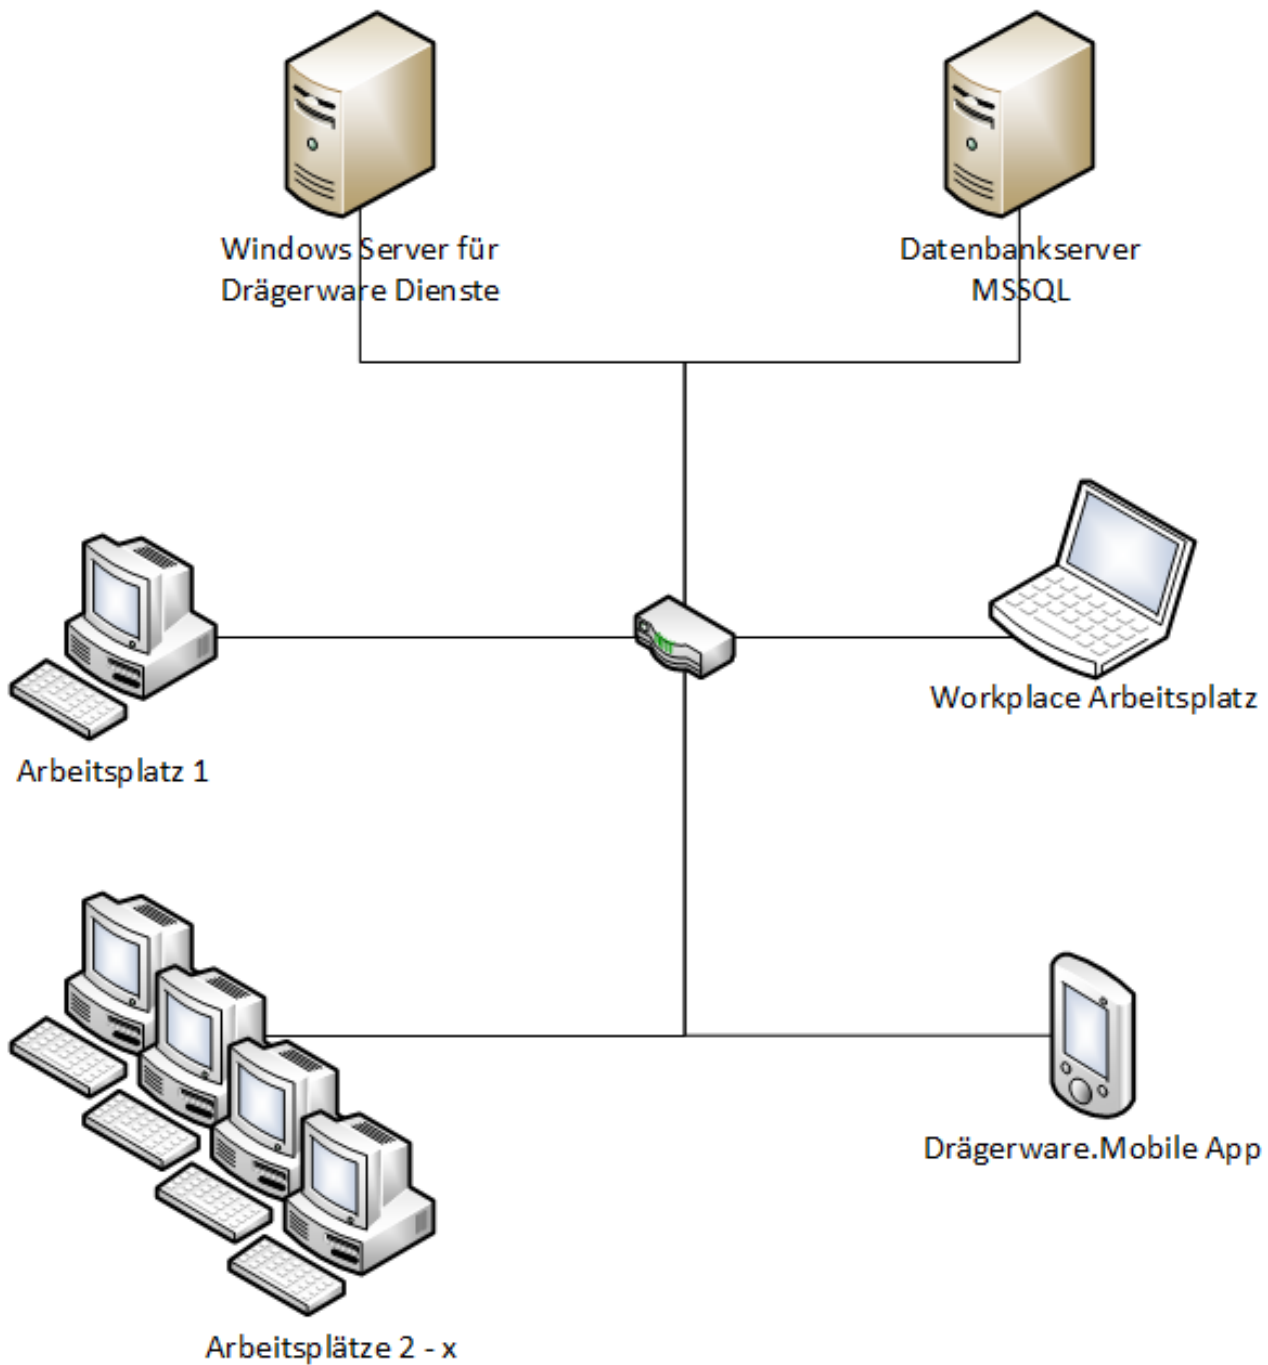 Windows Server für
Drägerware Dienste
Datenbankserver
MSSQL
Workplace Arbeitsplatz
Arbeitsplatz 1
Drägerware.Mobile App
Arbeitsplätze 2 - x